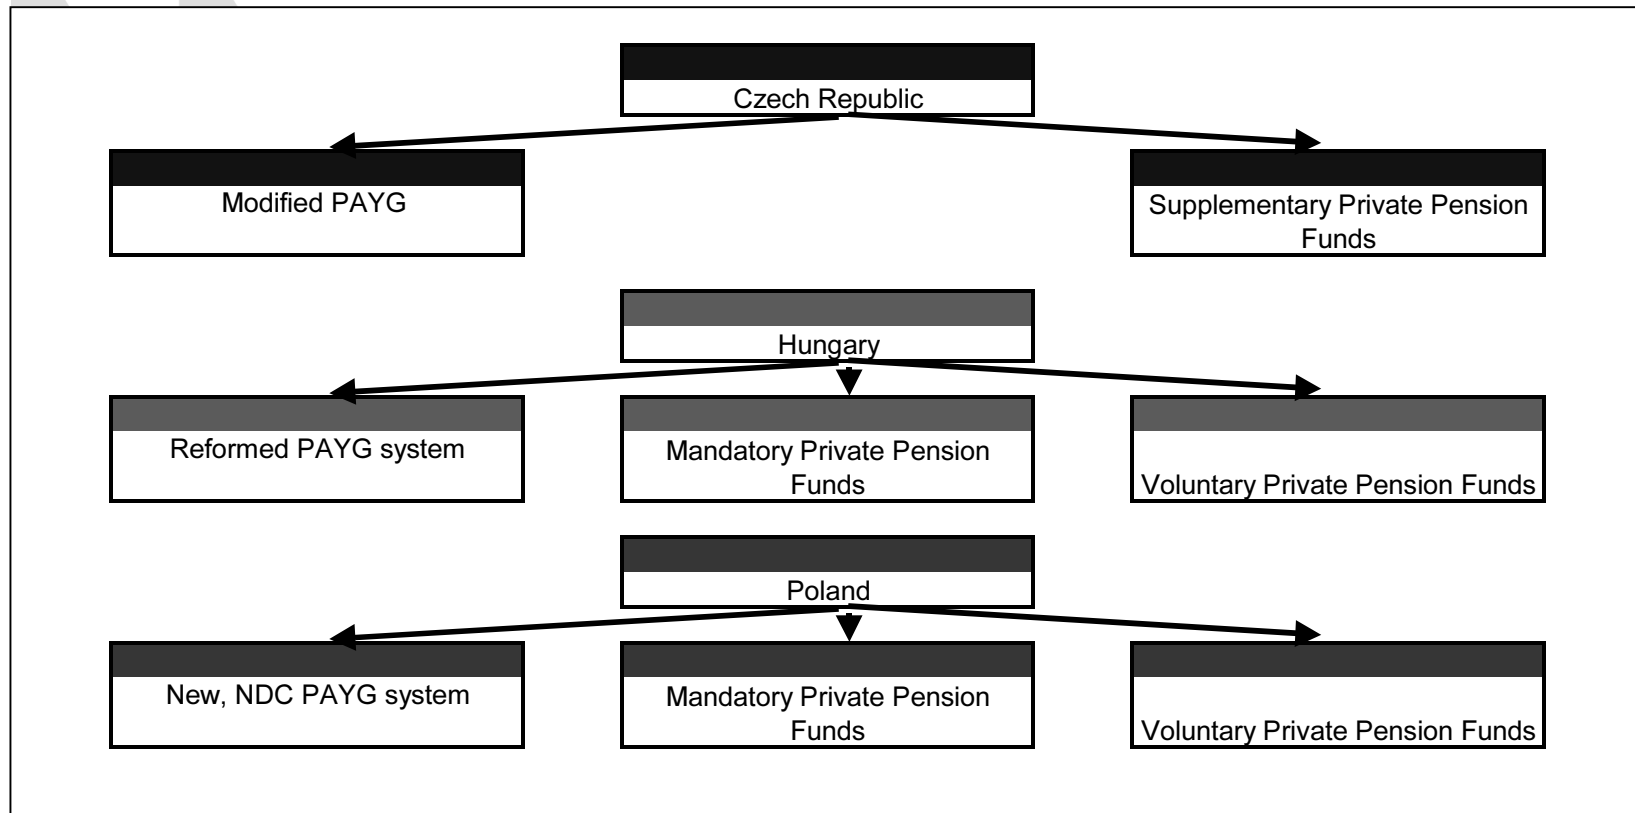 Czech Republic
Modified PAYG
Supplementary Private Pension
Funds
Hungary
Reformed PAYG system
Mandatory Private Pension
Funds
Voluntary Private Pension Funds
Poland
New, NDC PAYG system
Mandatory Private Pension
Funds
Voluntary Private Pension Funds